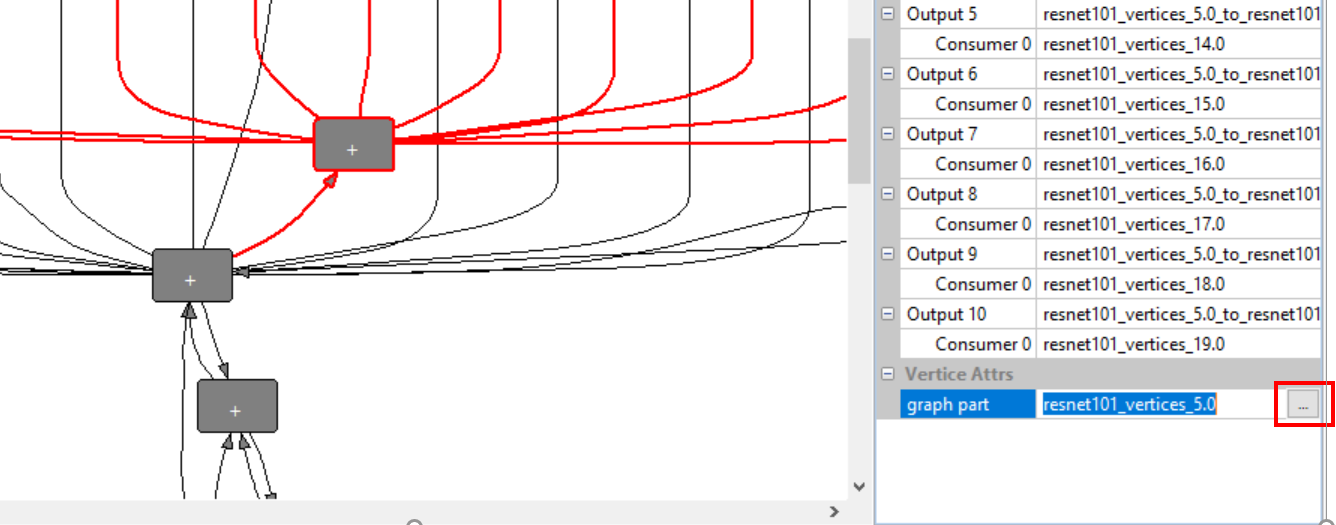 Output 5 resnet101_vertices_5.0_to_resnet101
Consumer 0 resnet101_vertices_14.0
Output 6 resnet101_vertices_5.0_to_resnet101
Consumer 0 resnet101_vertices_15.0
Output 7 resnet101_vertices_5.0_to_resnet101
Consumer 0 resnet101_vertices_16.0
Output 8 resnet101_vertices_5.0_to_resnet101
Consumer 0 resnet101_vertices_17.0
Output 9 resnet101_vertices_5.0_to_resnet101
Consumer 0 resnet101_vertices_18.0
Output 10 resnet101_vertices_5.0_to_resnet101
Consumer 0 resnet101_vertices_19.0
Vertice Attrs
graph part resnet101_vertices_5.0 ...
+
+
+